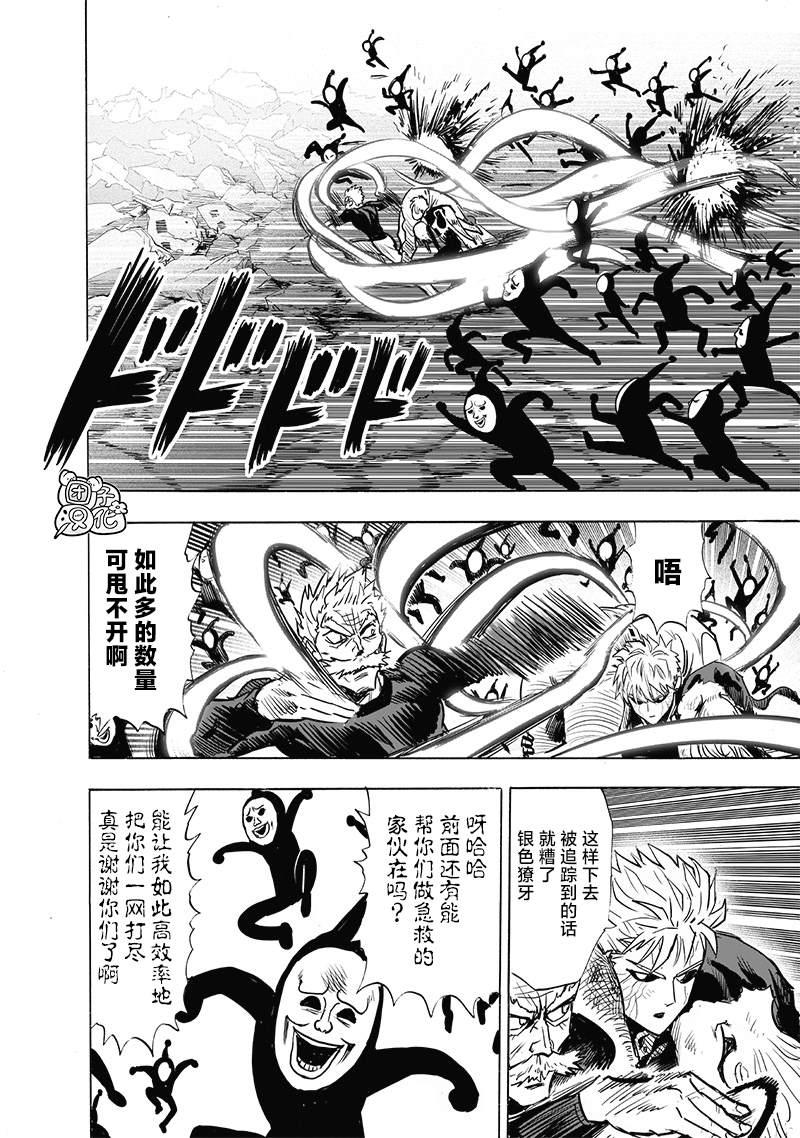 ドドドド
团子
汉化
唔
如此多的数量
可甩不开啊
这样下去
被追踪到的话
就糟了
银色獠牙
呀哈哈
前面还有能
帮你们做急救的
家伙在吗?
能让我如此高效率地
把你们一网打尽
真是谢谢你们了啊